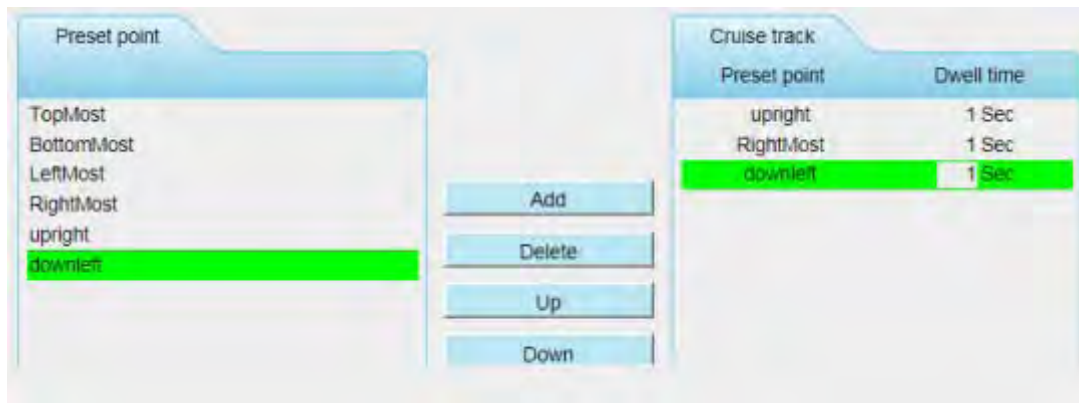 Preset point
TopMost
BottomMost
LeftMost
RightMost
upright
downleft
Add
Delete
Up
Down
Cruise track
Preset point Dwell time
upright 1 Sec
RightMost 1 Sec
downleft 1 Sec